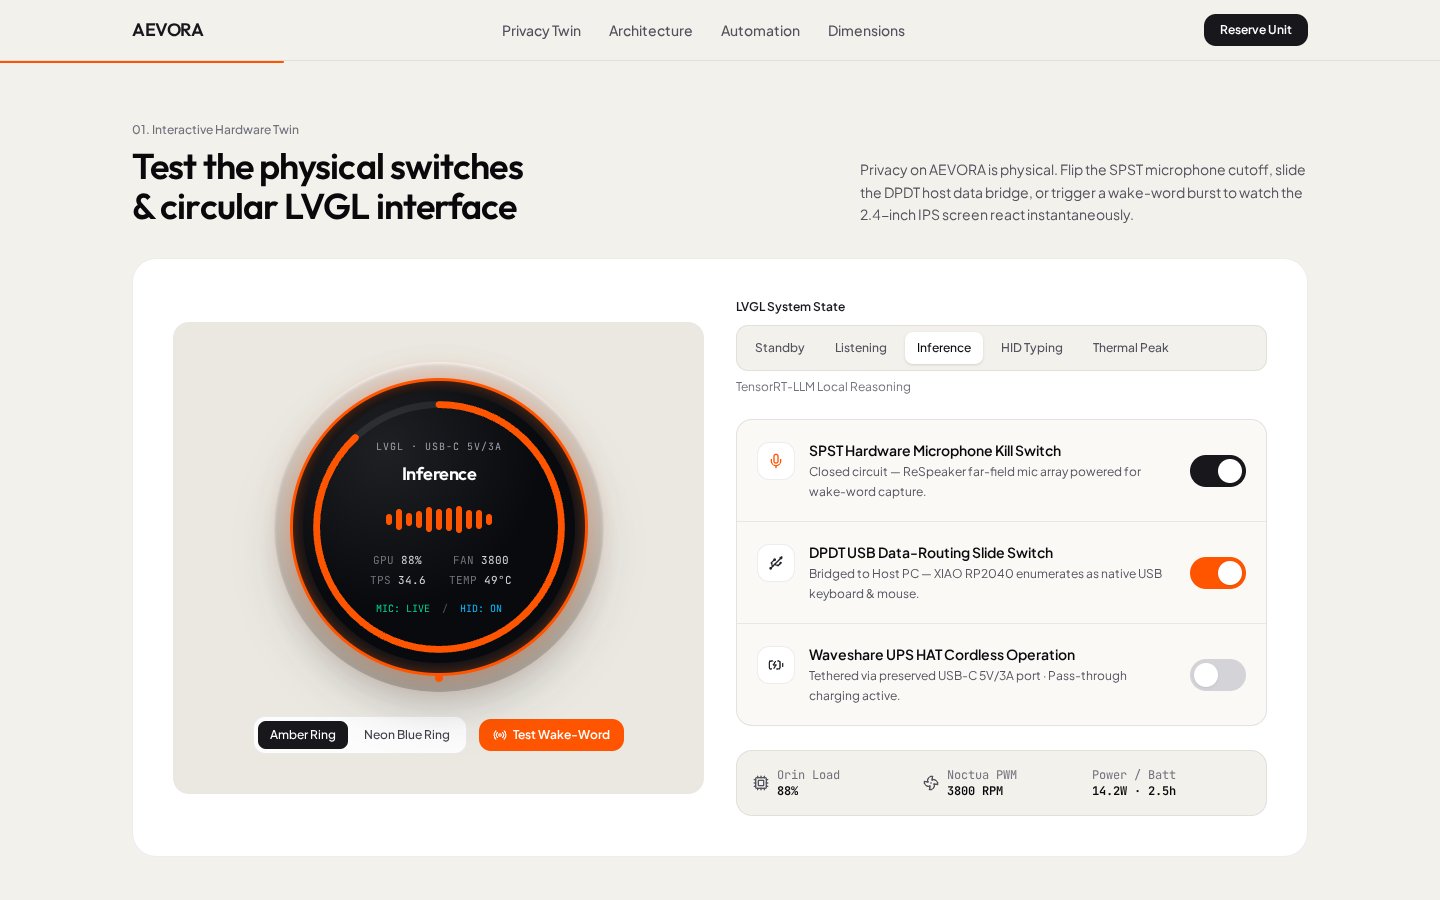 AEVORA
Privacy Twin
Architecture
Automation
Dimensions
Reserve Unit
01. Interactive Hardware Twin
Test the physical switches
& circular LVGL interface
Privacy on AEVORA is physical. Flip the SPST microphone cutoff, slide
the DPDT host data bridge, or trigger a wake-word burst to watch the
2.4-inch IPS screen react instantaneously.
LVGL · USB-C 5V/3A
Inference
GPU 88% FAN 3800
TPS 34.6 TEMP 49°C
MIC: LIVE / HID: ON
Amber Ring
Neon Blue Ring
Test Wake-Word
LVGL System State
Standby
Listening
Inference
HID Typing
Thermal Peak
TensorRT-LLM Local Reasoning
SPST Hardware Microphone Kill Switch
Closed circuit — ReSpeaker far-field mic array powered for
wake-word capture.
DPDT USB Data-Routing Slide Switch
Bridged to Host PC — XIAO RP2040 enumerates as native USB
keyboard & mouse.
Waveshare UPS HAT Cordless Operation
Tethered via preserved USB-C 5V/3A port · Pass-through
charging active.
Orin Load
88%
Noctua PWM
3800 RPM
Power / Batt
14.2W · 2.5h